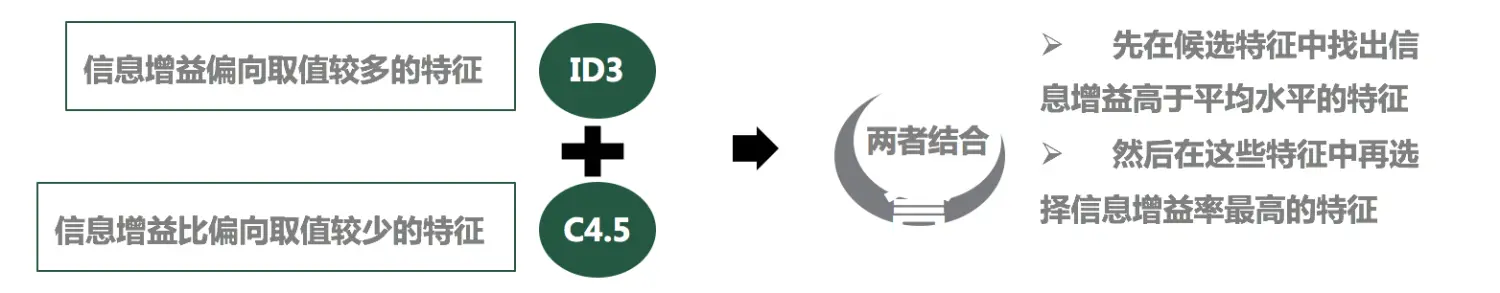 信息增益偏向取值较多的特征
ID3
信息增益比偏向取值较少的特征
C4.5
两者结合
➢ 先在候选特征中找出信
息增益高于平均水平的特征
➢ 然后在这些特征中再选
择信息增益率最高的特征